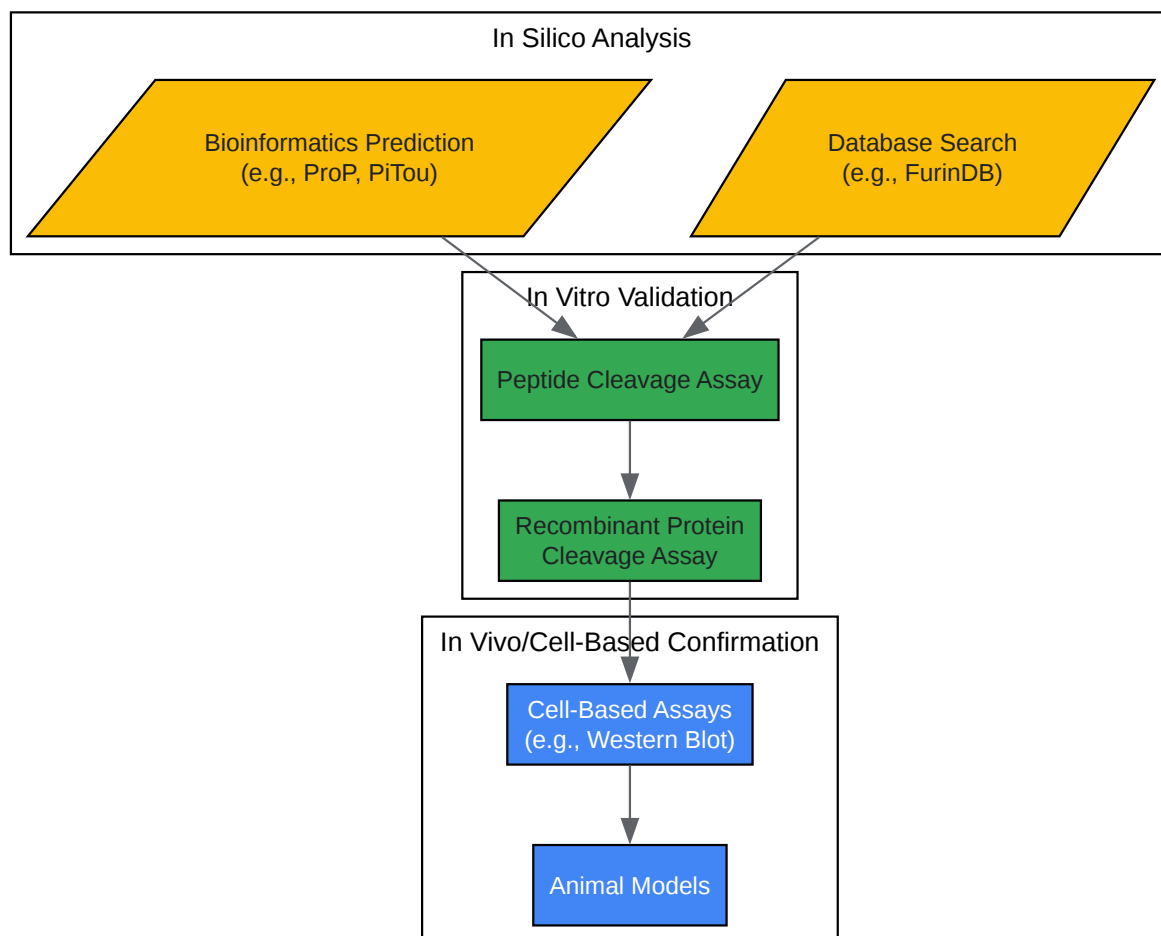 In Silico Analysis
Bioinformatics Prediction
(e.g., ProP, PiTou)
Database Search
(e.g., FurinDB)
In Vitro Validation
Peptide Cleavage Assay
Recombinant Protein
Cleavage Assay
In Vivo/Cell-Based Confirmation
Cell-Based Assays
(e.g., Western Blot)
Animal Models